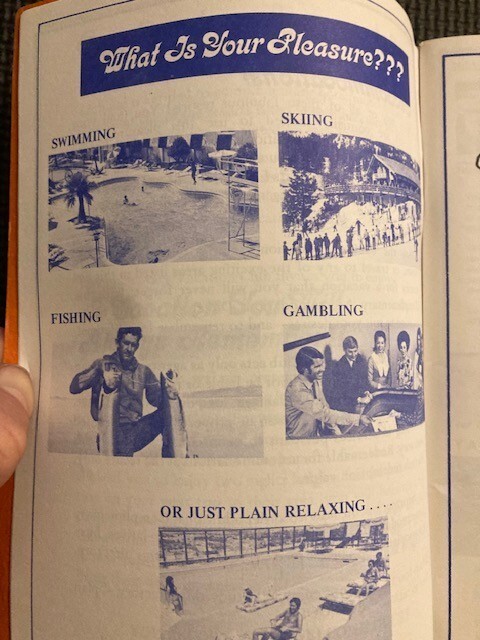 What Is Your Pleasure???
SWIMMING
SKIING
FISHING
GAMBLING
OR JUST PLAIN RELAXING ....